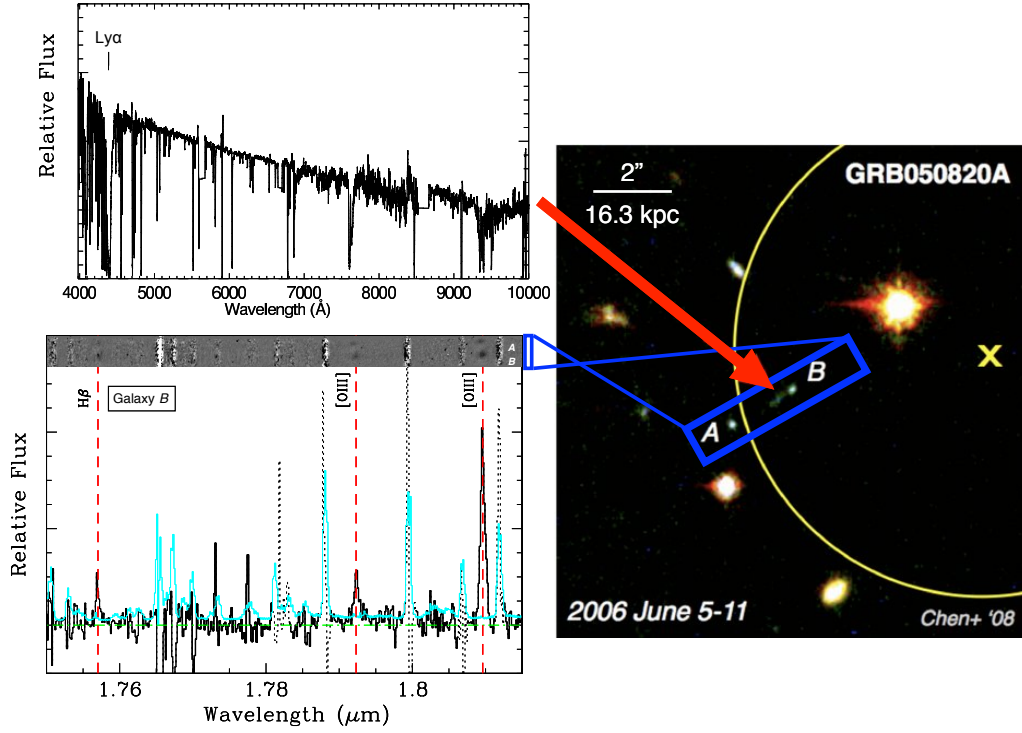 Relative Flux
Lyα
4000 5000 6000 7000 8000 9000 10000
Wavelength (Å)
A
B
Hβ
Galaxy B
[OIII]
[OIII]
Relative Flux
1.76 1.78 1.8
Wavelength (μm)
GRB050820A
2”
16.3 kpc
X
B
A
2006 June 5-11
Chen+ ‘08